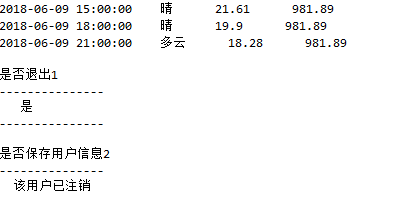 2018-06-09 15:00:00    晴      21.61      981.89
2018-06-09 18:00:00    晴      19.9      981.89
2018-06-09 21:00:00    多云      18.28      981.89
是否退出1
---------------
   是
---------------
是否保存用户信息2
---------------
  该用户已注销